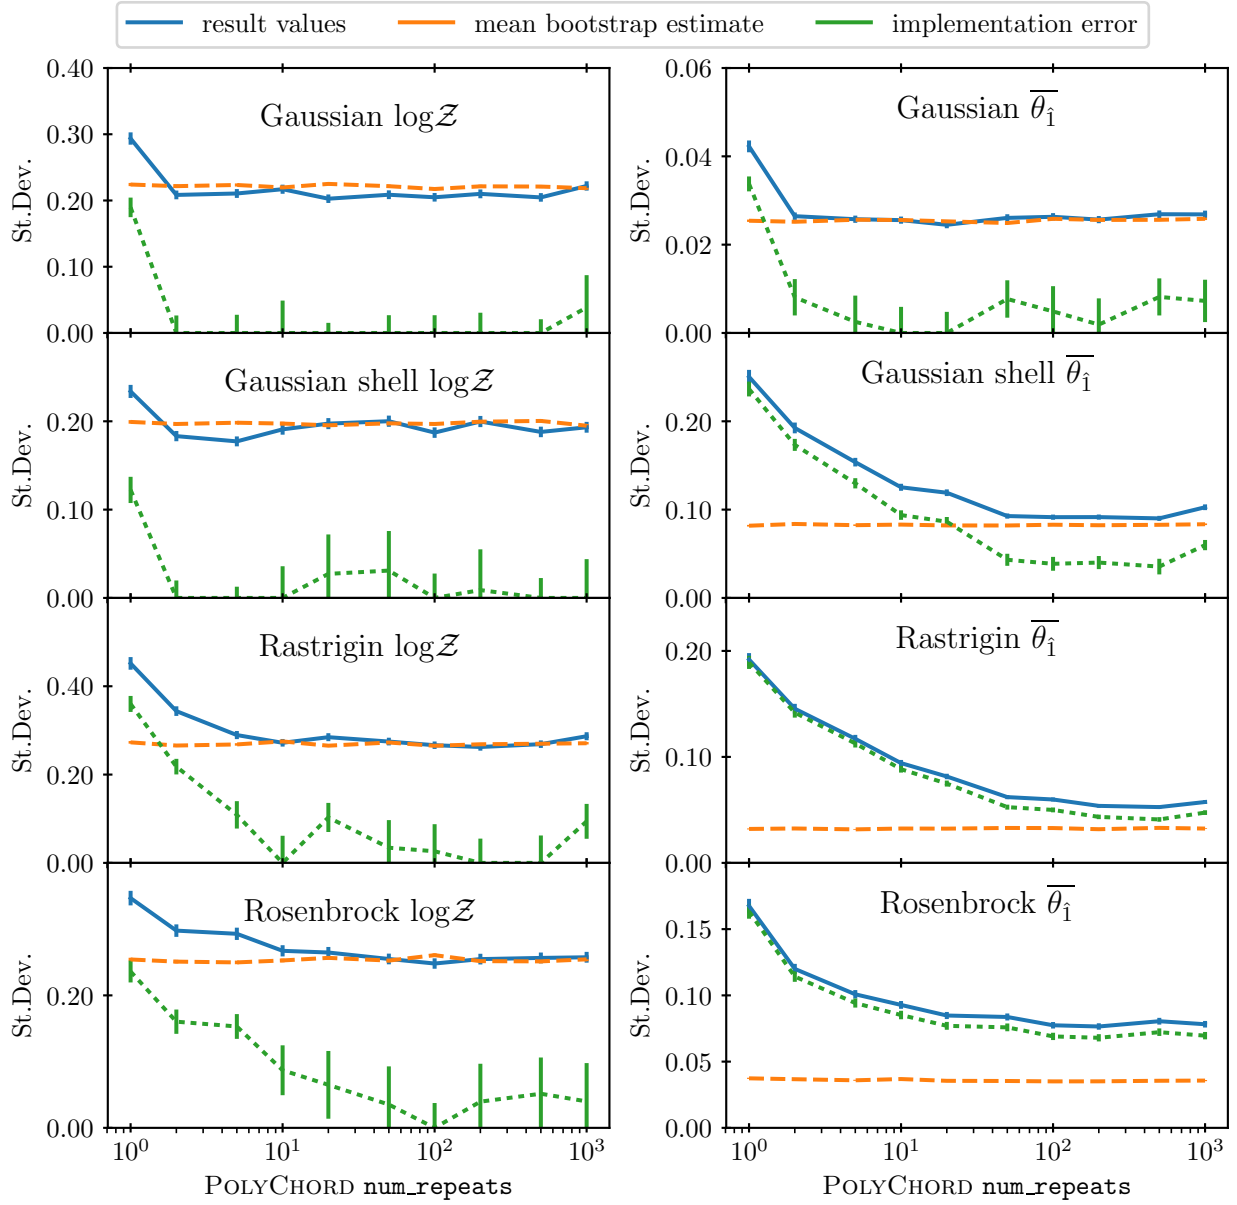 result values mean bootstrap estimate implementation error
0.40 0.06
Gaussian log𝒵 Gaussian θ̅_1̂
0.30
0.04
St.Dev. St.Dev.
0.20
0.02
0.10
0.00 0.00
Gaussian shell log𝒵 Gaussian shell θ̅_1̂
0.20 0.20
St.Dev. St.Dev.
0.10 0.10
0.00 0.00
Rastrigin log𝒵 Rastrigin θ̅_1̂
0.20
0.40
St.Dev. St.Dev.
0.20 0.10
0.00 0.00
Rosenbrock log𝒵 Rosenbrock θ̅_1̂
0.15
0.20 0.10
St.Dev. St.Dev.
0.05
0.00 0.00
10⁰ 10¹ 10² 10³ 10⁰ 10¹ 10² 10³
PolyChord num_repeats PolyChord num_repeats